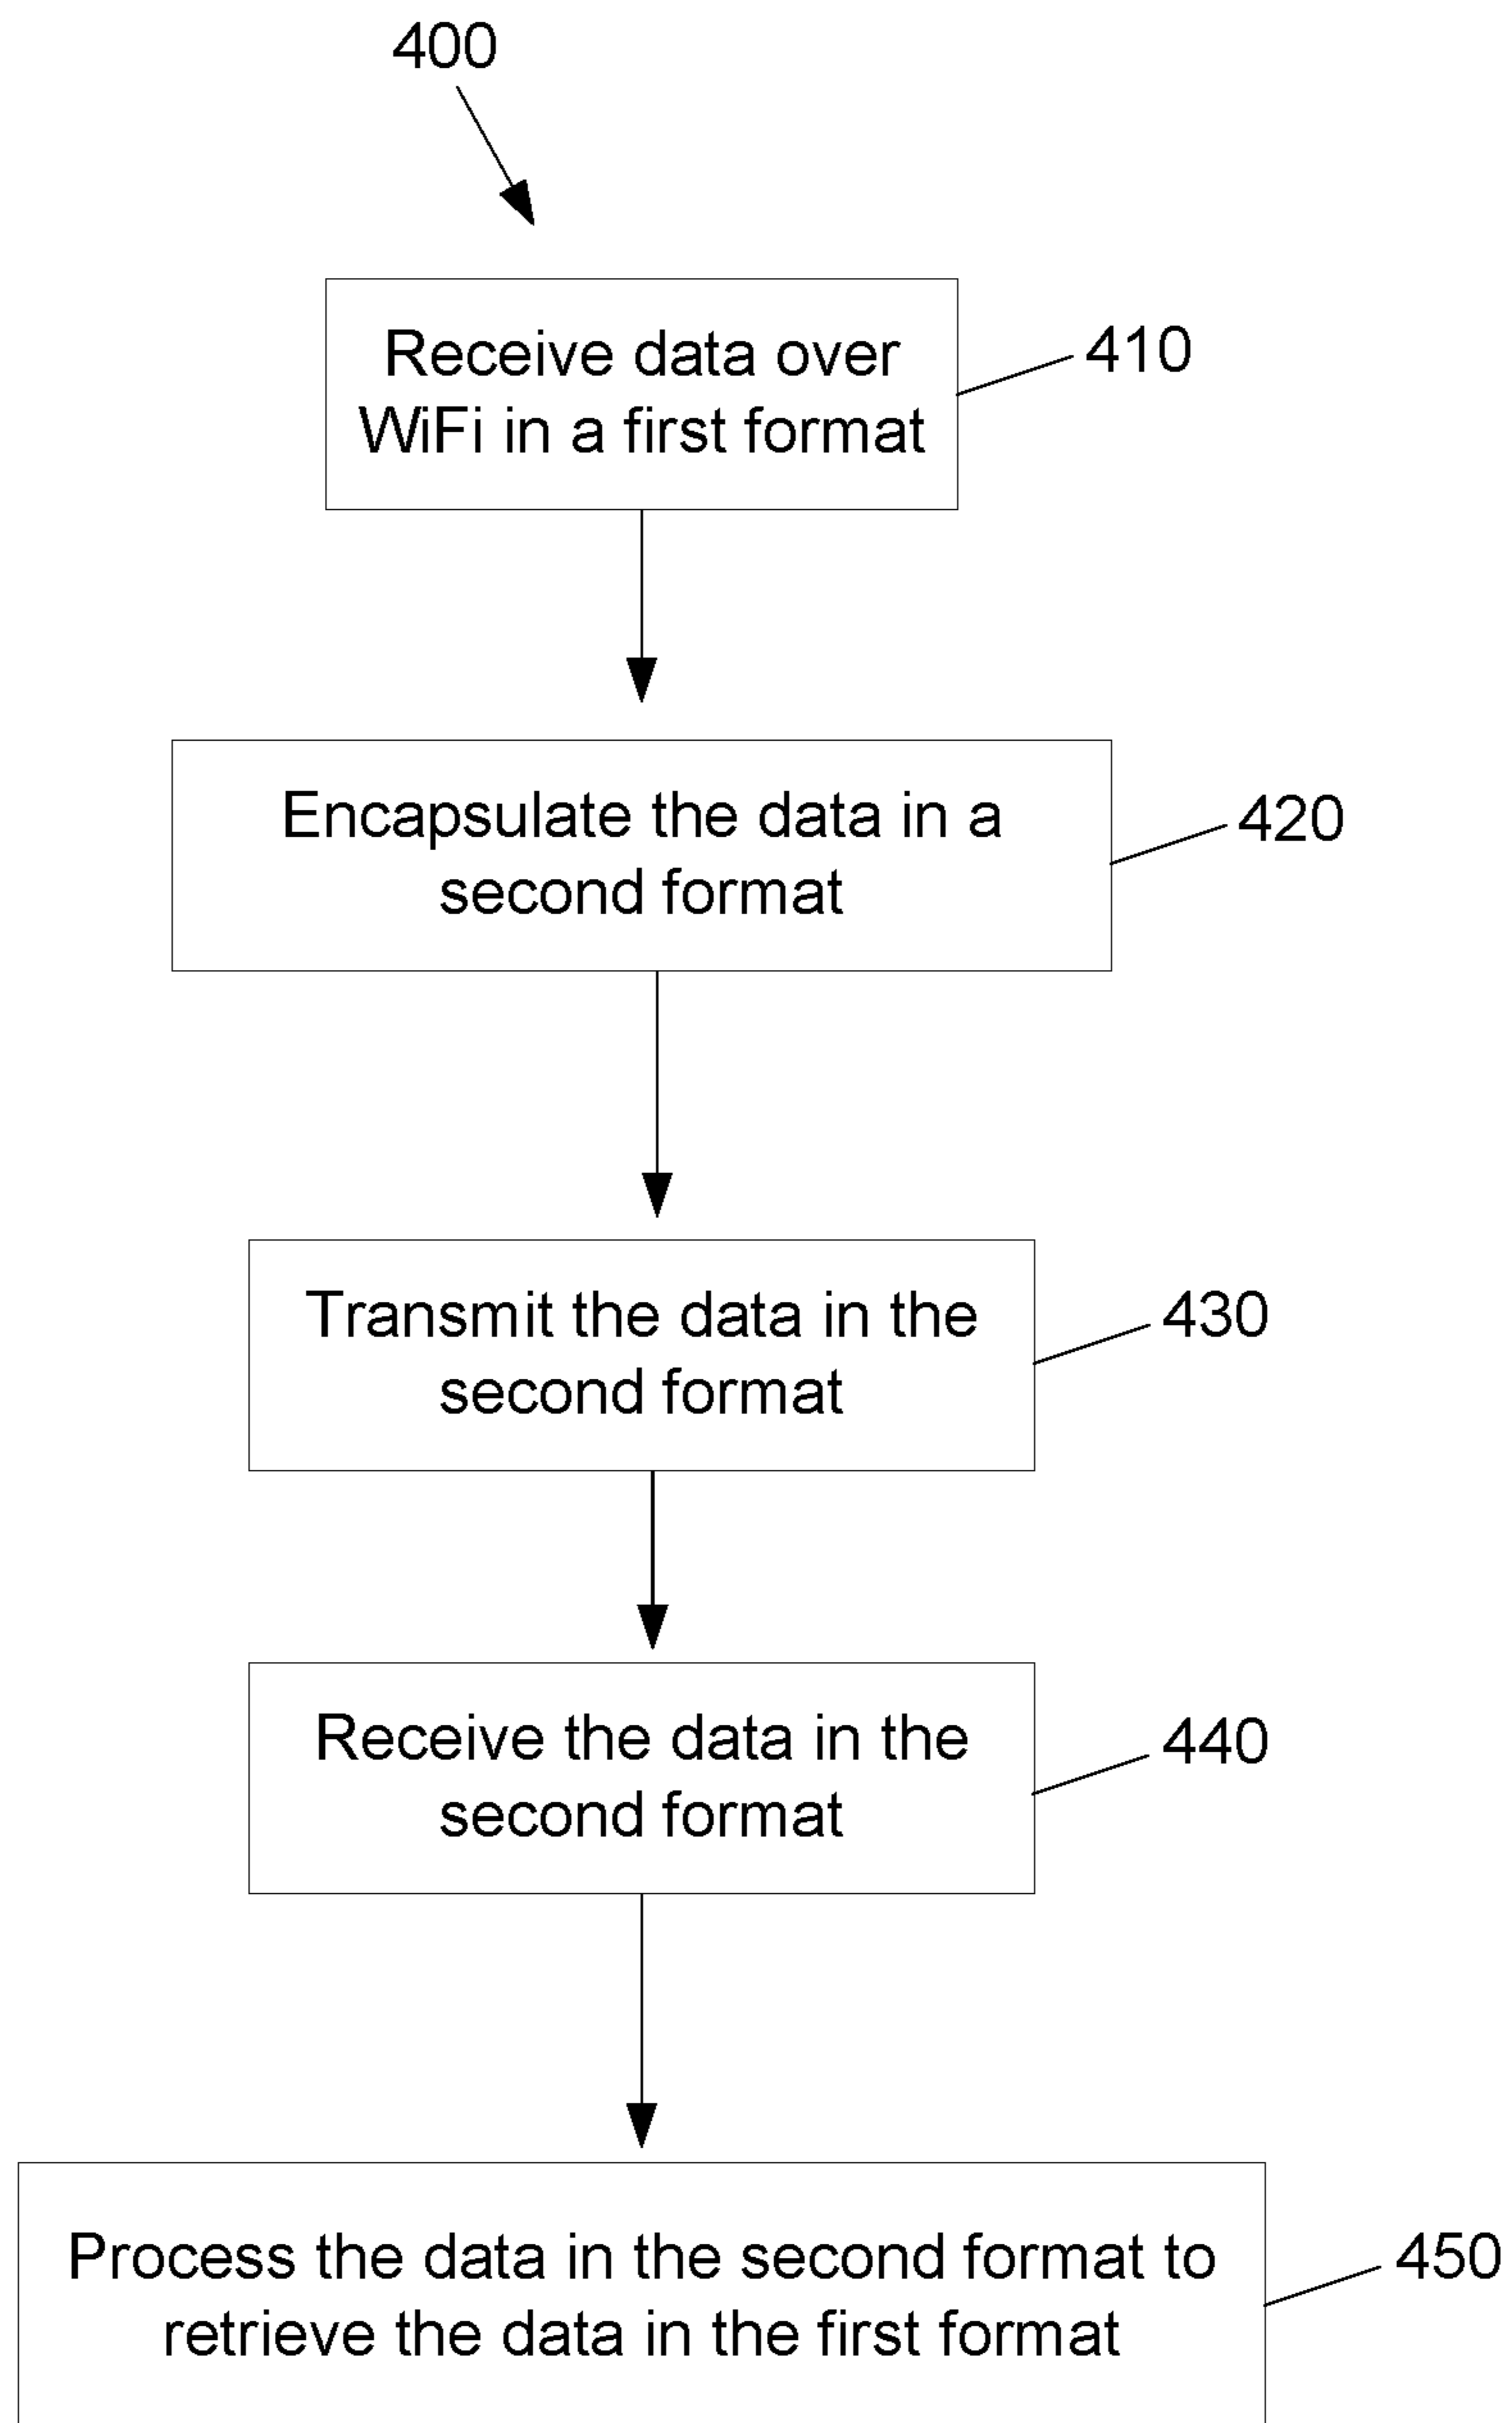 400
Receive data over
WiFi in a first format
410
Encapsulate the data in a
second format
420
Transmit the data in the
second format
430
Receive the data in the
second format
440
Process the data in the second format to
retrieve the data in the first format
450